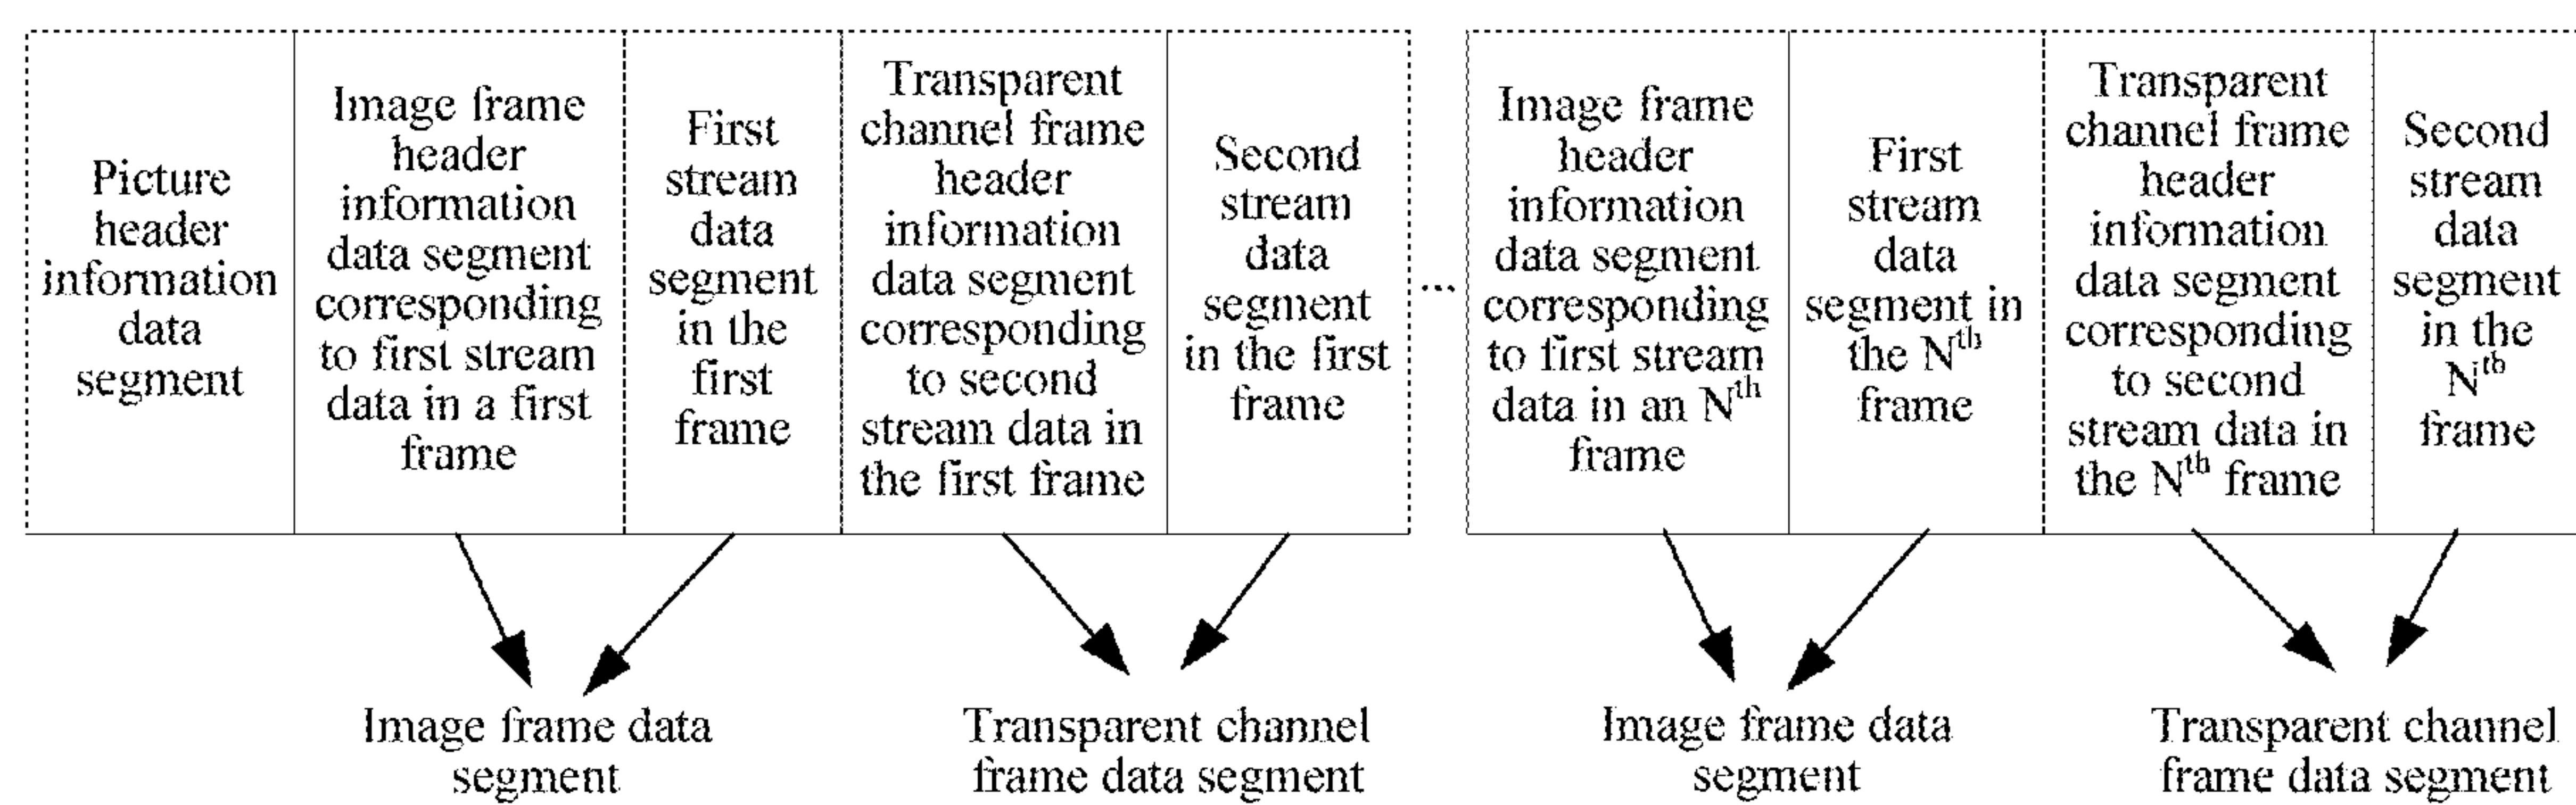 Picture
header
information
data
segment
Image frame
header
information
data segment
corresponding
to first stream
data in a first
frame
First
stream
data
segment
in the
first
frame
Transparent
channel frame
header
information
data segment
corresponding
to second
stream data in
the first frame
Second
stream
data
segment
in the first
frame
...
Image frame
header
information
data segment
corresponding
to first stream
data in an Nth
frame
First
stream
data
segment in
the Nth
frame
Transparent
channel frame
header
information
data segment
corresponding
to second
stream data in
the Nth frame
Second
stream
data
segment
in the
Nth
frame
Image frame data
segment
Transparent channel
frame data segment
Image frame data
segment
Transparent channel
frame data segment